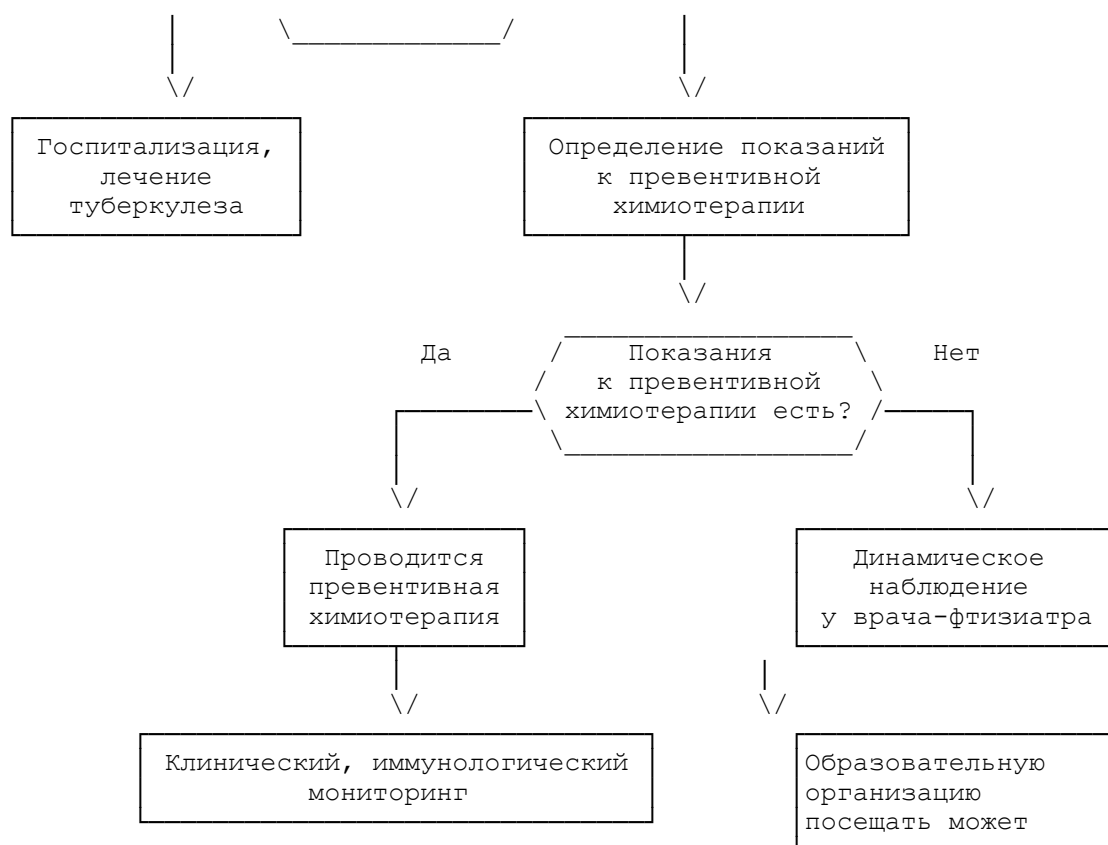 Госпитализация,
лечение
туберкулеза
Определение показаний
к превентивной
химиотерапии
Да
Показания
к превентивной
химиотерапии есть?
Нет
Проводится
превентивная
химиотерапия
Динамическое
наблюдение
у врача-фтизиатра
Клинический, иммунологический
мониторинг
Образовательную
организацию
посещать может